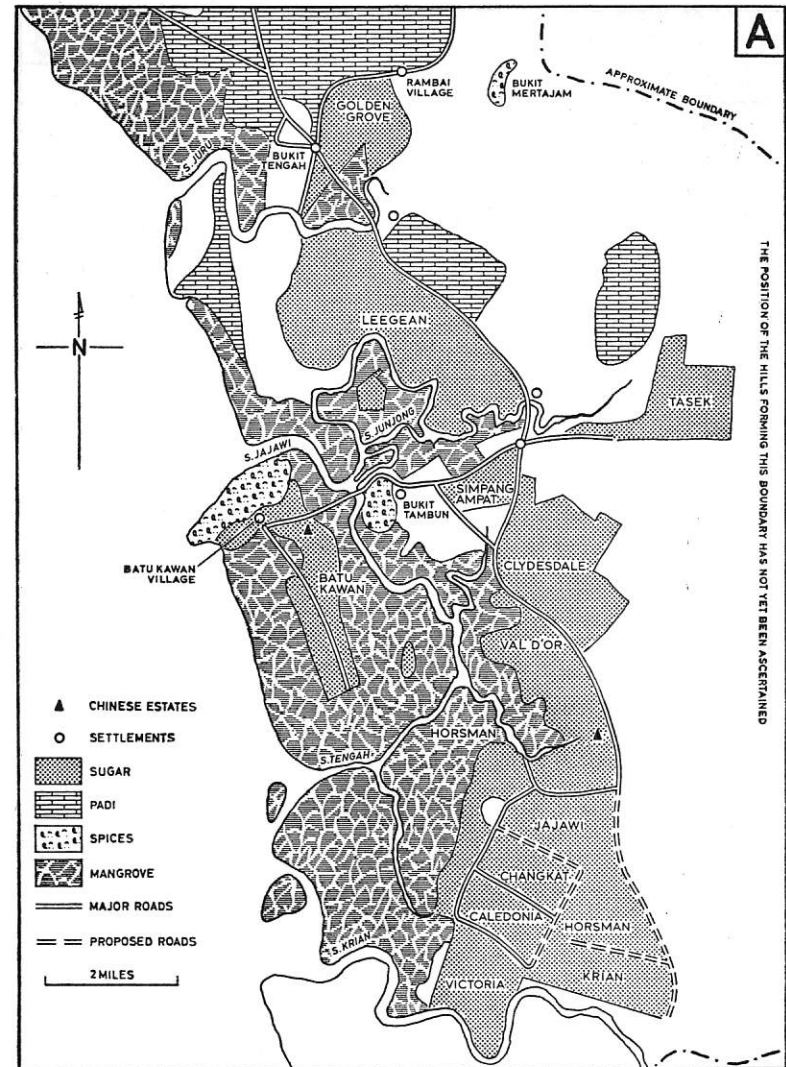 A
RAMBAI
VILLAGE
BUKIT
MERTAJAM
APPROXIMATE BOUNDARY
GOLDEN
GROVE
BUKIT
TENGAH
S. JURU
THE POSITION OF THE HILLS FORMING THIS BOUNDARY HAS NOT YET BEEN ASCERTAINED
N
LEEGEAN
TASEK
S. JUNJONG
S. JAJAWI
SIMPANG
AMPAT
BUKIT
TAMBUN
BATU KAWAN
VILLAGE
BATU
KAWAN
CLYDESDALE
VAL D'OR
HORSMAN
S. TENGAH
JAJAWI
CHANGKAT
CALEDONIA
HORSMAN
KRIAN
VICTORIA
S. KRIAN
CHINESE ESTATES
SETTLEMENTS
SUGAR
PADI
SPICES
MANGROVE
MAJOR ROADS
PROPOSED ROADS
2 MILES